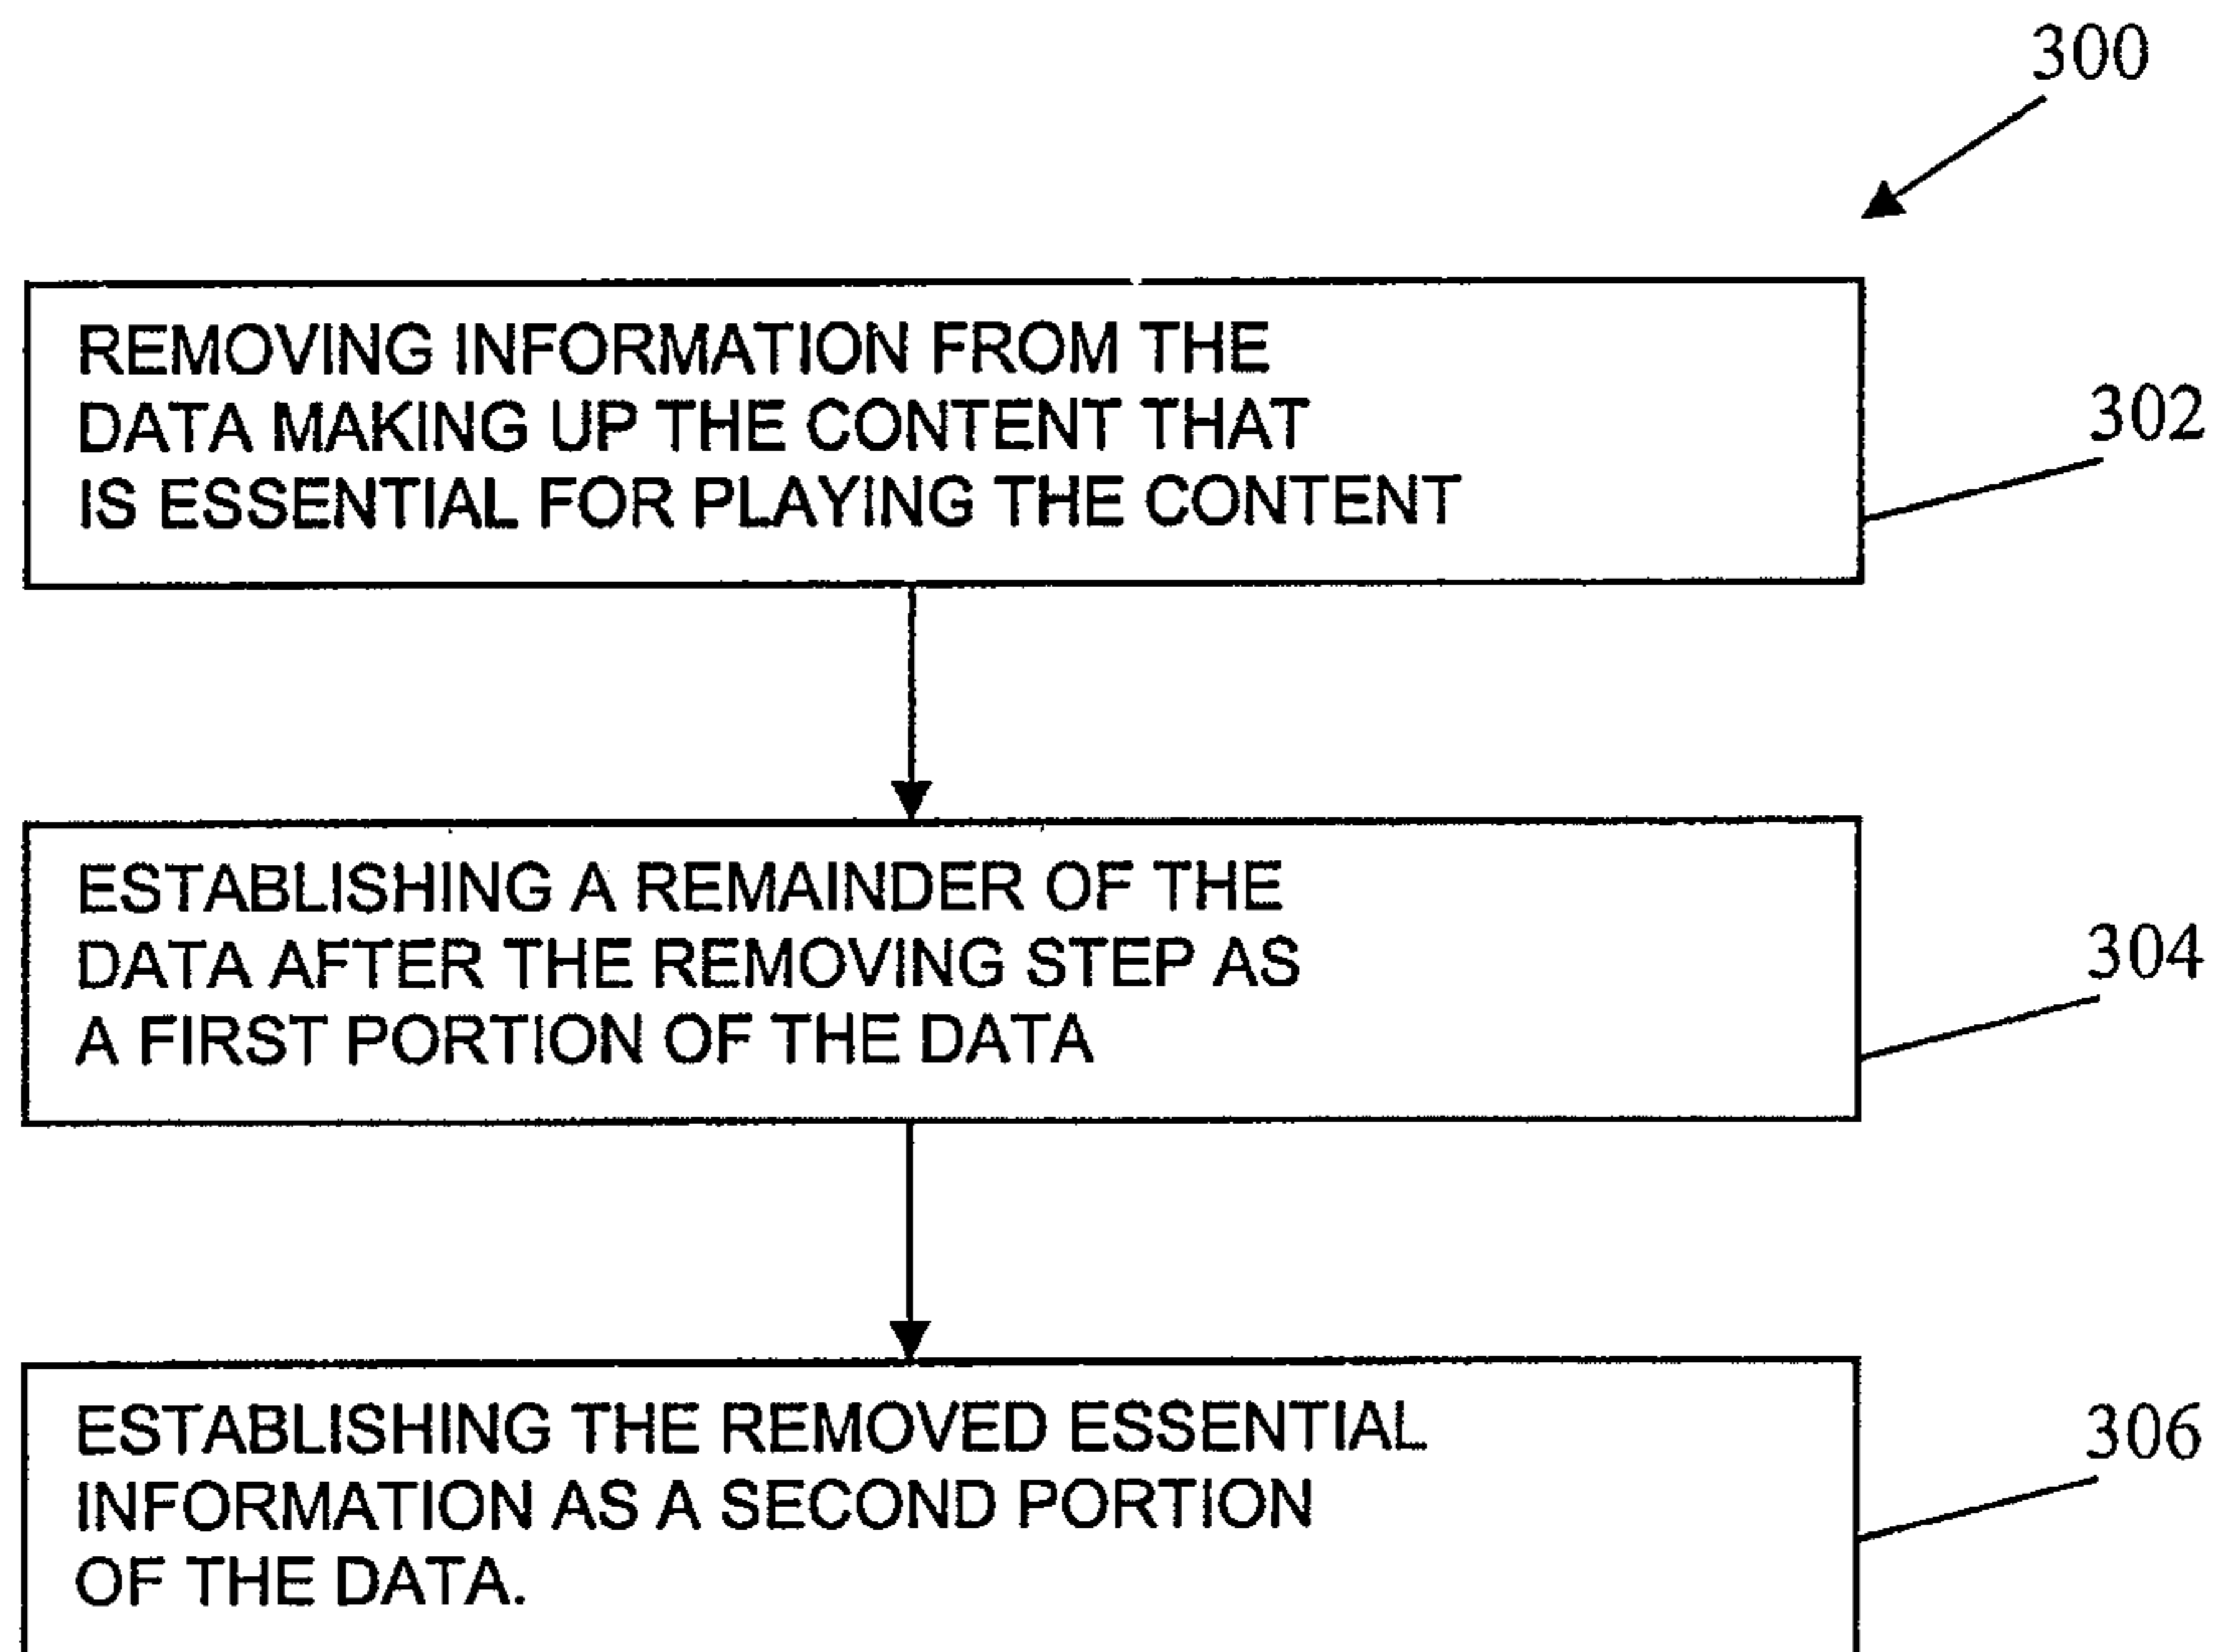 300
REMOVING INFORMATION FROM THE
DATA MAKING UP THE CONTENT THAT
IS ESSENTIAL FOR PLAYING THE CONTENT
302
ESTABLISHING A REMAINDER OF THE
DATA AFTER THE REMOVING STEP AS
A FIRST PORTION OF THE DATA
304
ESTABLISHING THE REMOVED ESSENTIAL
INFORMATION AS A SECOND PORTION
OF THE DATA.
306